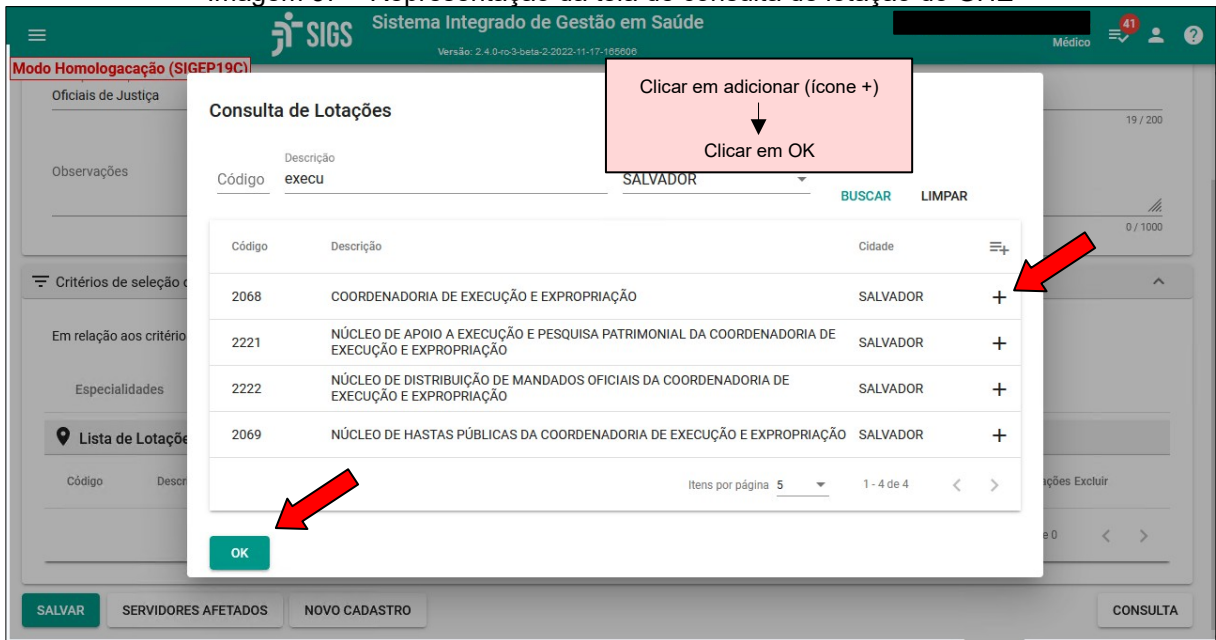 Sistema Integrado de Gestão em Saúde
SIGS
Versão: 2.4.0-ro-3-beta-2-2022-11-17-165606
Médico
41
Modo Homologacação (SIGEP19C)
Oficiais de Justiça
19 / 200
Clicar em adicionar (ícone +)
Clicar em OK
Consulta de Lotações
Observações
Código
Descrição
execu
SALVADOR
BUSCAR LIMPAR
0 / 1000
Código Descrição Cidade
Critérios de seleção
2068 COORDENADORIA DE EXECUÇÃO E EXPROPRIAÇÃO SALVADOR +
Em relação aos critério
2221 NÚCLEO DE APOIO A EXECUÇÃO E PESQUISA PATRIMONIAL DA COORDENADORIA DE EXECUÇÃO E EXPROPRIAÇÃO SALVADOR +
Especialidades
2222 NÚCLEO DE DISTRIBUIÇÃO DE MANDADOS OFICIAIS DA COORDENADORIA DE EXECUÇÃO E EXPROPRIAÇÃO SALVADOR +
Lista de Lotaçõe
2069 NÚCLEO DE HASTAS PÚBLICAS DA COORDENADORIA DE EXECUÇÃO E EXPROPRIAÇÃO SALVADOR +
Código Descr
Itens por página 5 1 - 4 de 4
ações Excluir
e 0
OK
SALVAR SERVIDORES AFETADOS NOVO CADASTRO CONSULTA